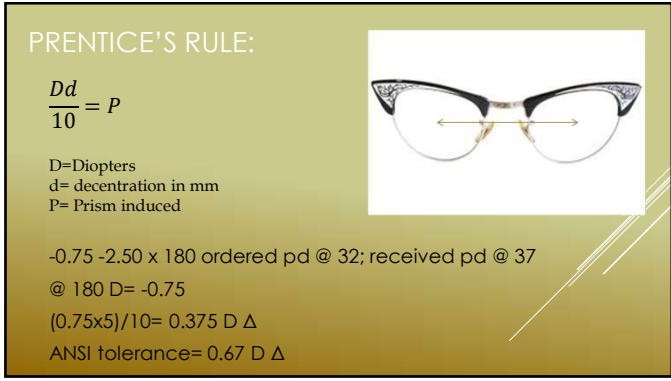 PRENTICE'S RULE:
Dd/10 = P
D=Diopters
d= decentration in mm
P= Prism induced
-0.75 -2.50 x 180 ordered pd @ 32; received pd @ 37
@ 180 D= -0.75
(0.75x5)/10= 0.375 D Δ
ANSI tolerance= 0.67 D Δ